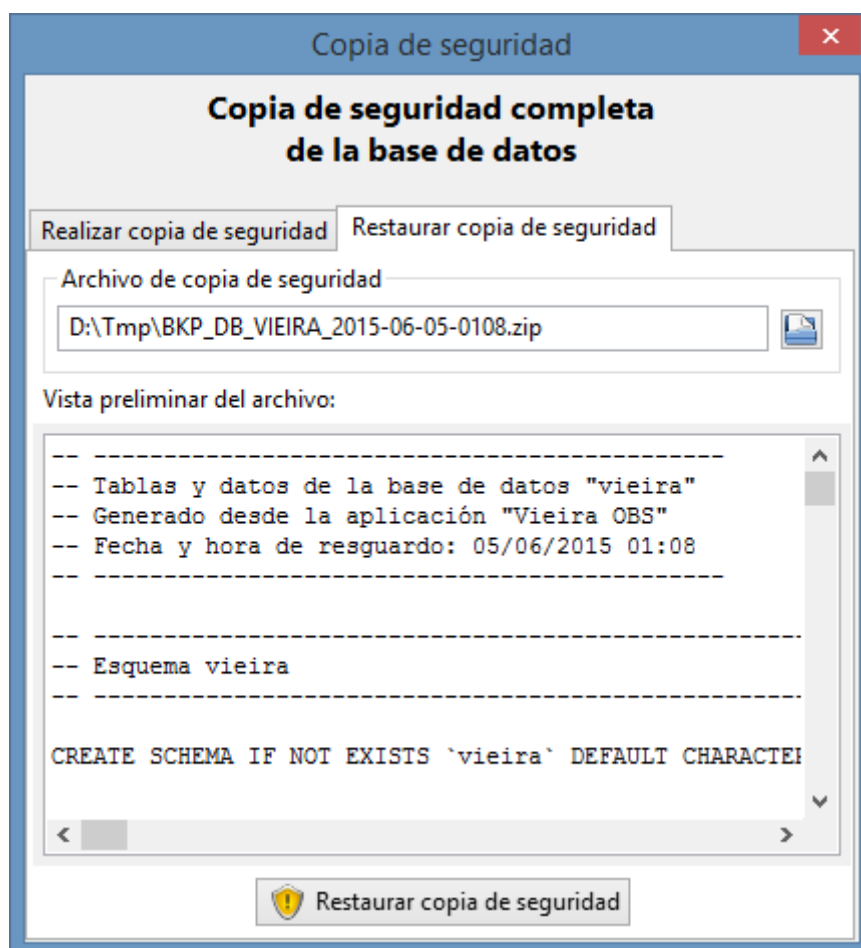 Copia de seguridad
Copia de seguridad completa
de la base de datos
Realizar copia de seguridad
Restaurar copia de seguridad
Archivo de copia de seguridad
D:\Tmp\BKP_DB_VIEIRA_2015-06-05-0108.zip
Vista preliminar del archivo:
-- ---------------------------------------------
-- Tablas y datos de la base de datos "vieira"
-- Generado desde la aplicación "Vieira OBS"
-- Fecha y hora de resguardo: 05/06/2015 01:08
-- ---------------------------------------------
-- ---------------------------------------------------
-- Esquema vieira
-- ---------------------------------------------------
CREATE SCHEMA IF NOT EXISTS `vieira` DEFAULT CHARACTE
Restaurar copia de seguridad